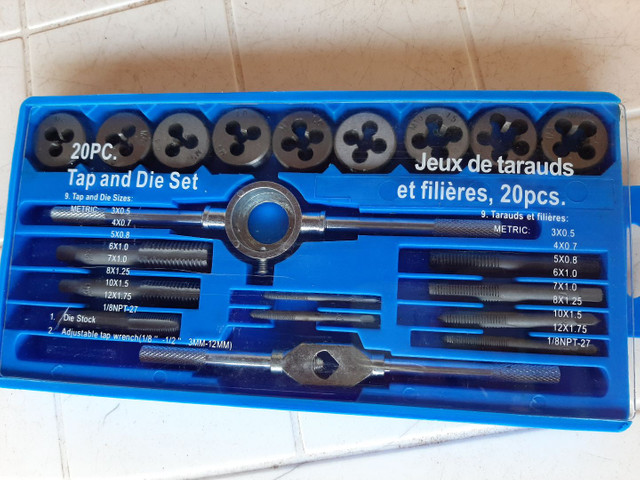 20PC.
Tap and Die Set
9. Tap and Die Sizes:
METRIC: 3X0.5
4X0.7
5X0.8
6X1.0
7X1.0
8X1.25
10X1.5
12X1.75
1/8NPT-27
1. Die Stock
2. Adjustable tap wrench(1/8"-1/2" 3MM-12MM)
Jeux de tarauds
et filières, 20pcs.
9. Tarauds et filières:
METRIC: 3X0.5
4X0.7
5X0.8
6X1.0
7X1.0
8X1.25
10X1.5
12X1.75
1/8NPT-27